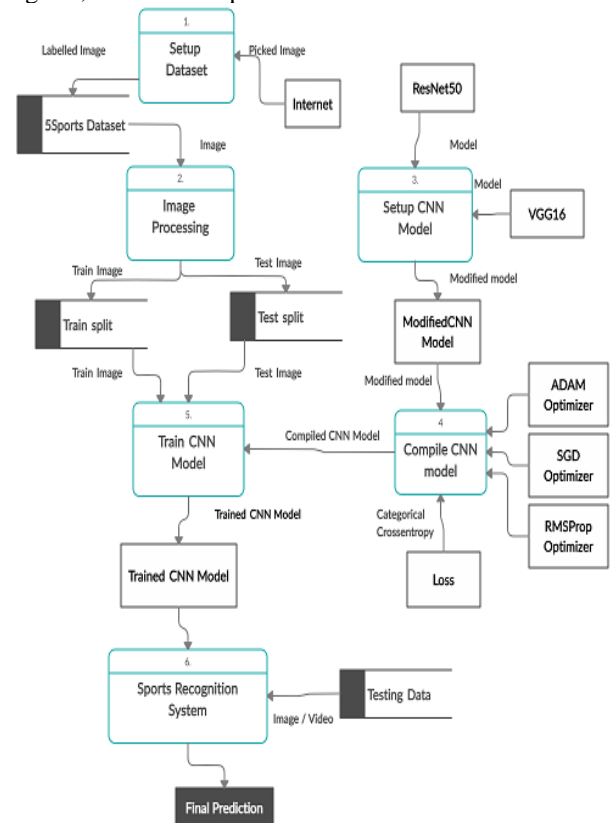 1.
Setup
Dataset
Labelled Image
Picked Image
Internet
5Sports Dataset
Image
2.
Image
Processing
Train Image
Test Image
Train split
Test split
Train Image
Test Image
ResNet50
Model
Model
3.
Setup CNN
Model
VGG16
Modified model
ModifiedCNN
Model
Modified model
ADAM
Optimizer
SGD
Optimizer
RMSProp
Optimizer
4
Compile CNN
model
Categorical
Crossentropy
Loss
Compiled CNN Model
5.
Train CNN
Model
Trained CNN Model
Trained CNN Model
6.
Sports Recognition
System
Image / Video
Testing Data
Final Prediction